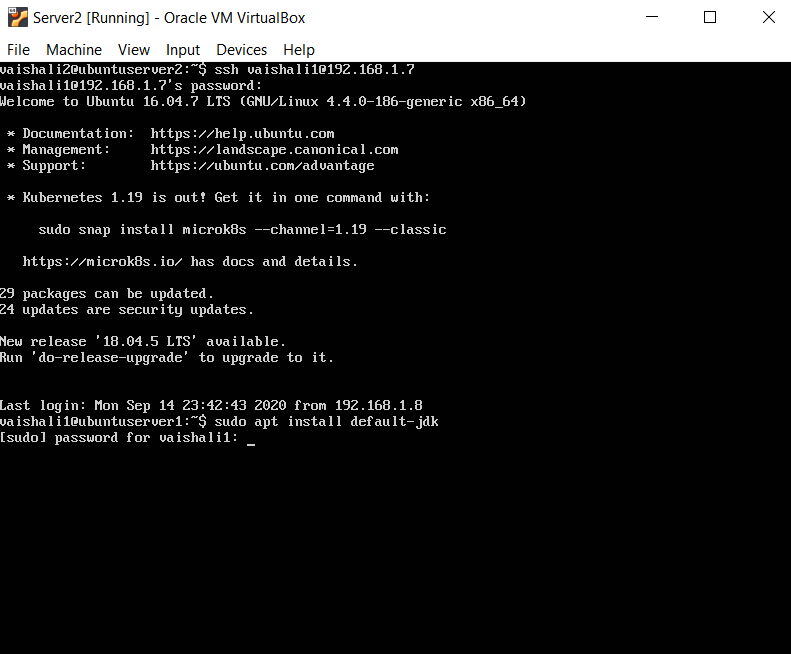 Server2 [Running] - Oracle VM VirtualBox
File Machine View Input Devices Help
vaishali2@ubuntuserver2:~$ ssh vaishali1@192.168.1.7
vaishali1@192.168.1.7's password:
Welcome to Ubuntu 16.04.7 LTS (GNU/Linux 4.4.0-186-generic x86_64)
* Documentation: https://help.ubuntu.com
* Management: https://landscape.canonical.com
* Support: https://ubuntu.com/advantage
* Kubernetes 1.19 is out! Get it in one command with:
sudo snap install microk8s --channel=1.19 --classic
https://microk8s.io/ has docs and details.
29 packages can be updated.
24 updates are security updates.
New release '18.04.5 LTS' available.
Run 'do-release-upgrade' to upgrade to it.
Last login: Mon Sep 14 23:42:43 2020 from 192.168.1.8
vaishali1@ubuntuserver1:~$ sudo apt install default-jdk
[sudo] password for vaishali1: _